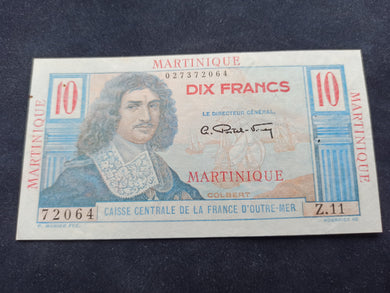 MARTINIQUE
027372064
10
DIX FRANCS
10
LE DIRECTEUR GÉNÉRAL,
MARTINIQUE
MARTINIQUE
MARTINIQUE
COLBERT
72064
CAISSE CENTRALE DE LA FRANCE D'OUTRE-MER
Z.11